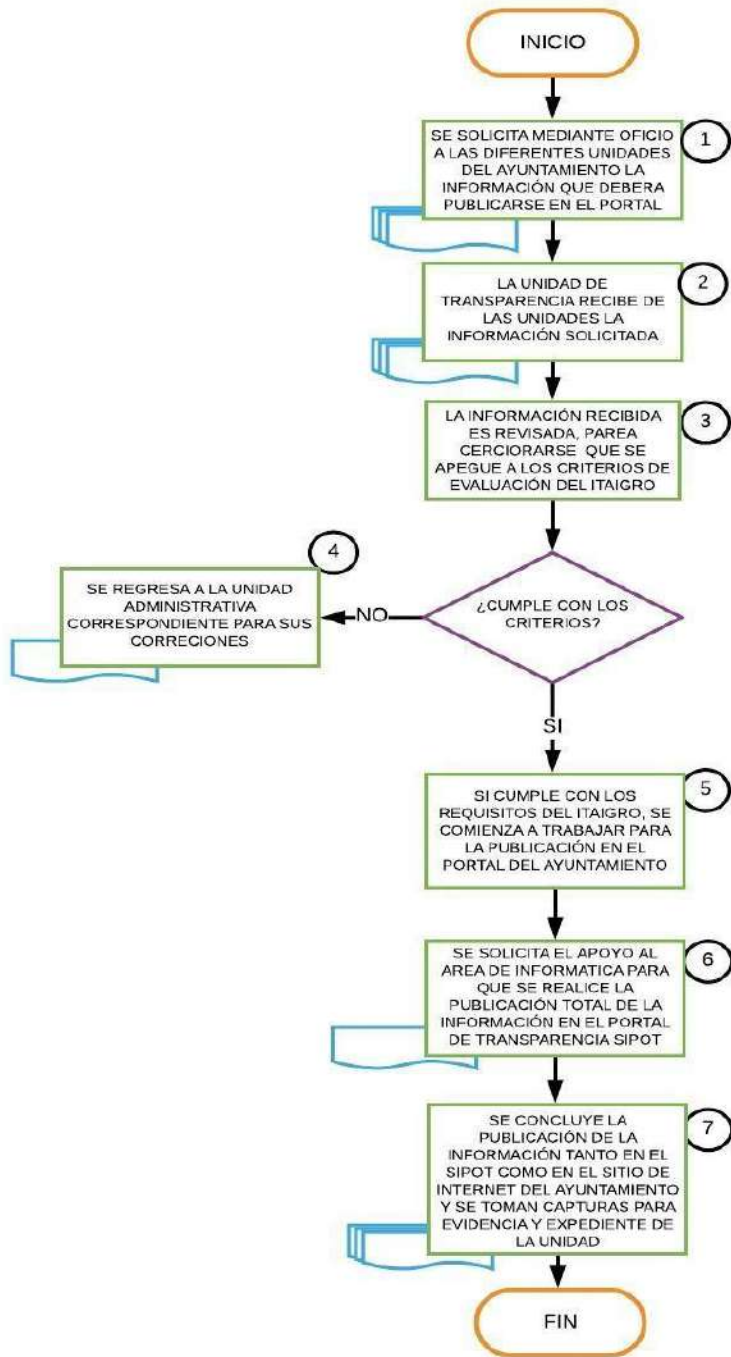 INICIO
1
SE SOLICITA MEDIANTE OFICIO
A LAS DIFERENTES UNIDADES
DEL AYUNTAMIENTO LA
INFORMACIÓN QUE DEBERA
PUBLICARSE EN EL PORTAL
2
LA UNIDAD DE
TRANSPARENCIA RECIBE DE
LAS UNIDADES LA
INFORMACIÓN SOLICITADA
3
LA INFORMACIÓN RECIBIDA
ES REVISADA, PAREA
CERCIORARSE QUE SE
APEGUE A LOS CRITERIOS DE
EVALUACIÓN DEL ITAIGRO
¿CUMPLE CON LOS
CRITERIOS?
NO
4
SE REGRESA A LA UNIDAD
ADMINISTRATIVA
CORRESPONDIENTE PARA SUS
CORRECIONES
SI
5
SI CUMPLE CON LOS
REQUISITOS DEL ITAIGRO, SE
COMIENZA A TRABAJAR PARA
LA PUBLICACIÓN EN EL
PORTAL DEL AYUNTAMIENTO
6
SE SOLICITA EL APOYO AL
AREA DE INFORMATICA PARA
QUE SE REALICE LA
PUBLICACIÓN TOTAL DE LA
INFORMACIÓN EN EL PORTAL
DE TRANSPARENCIA SIPOT
7
SE CONCLUYE LA
PUBLICACIÓN DE LA
INFORMACIÓN TANTO EN EL
SIPOT COMO EN EL SITIO DE
INTERNET DEL AYUNTAMIENTO
Y SE TOMAN CAPTURAS PARA
EVIDENCIA Y EXPEDIENTE DE
LA UNIDAD
FIN